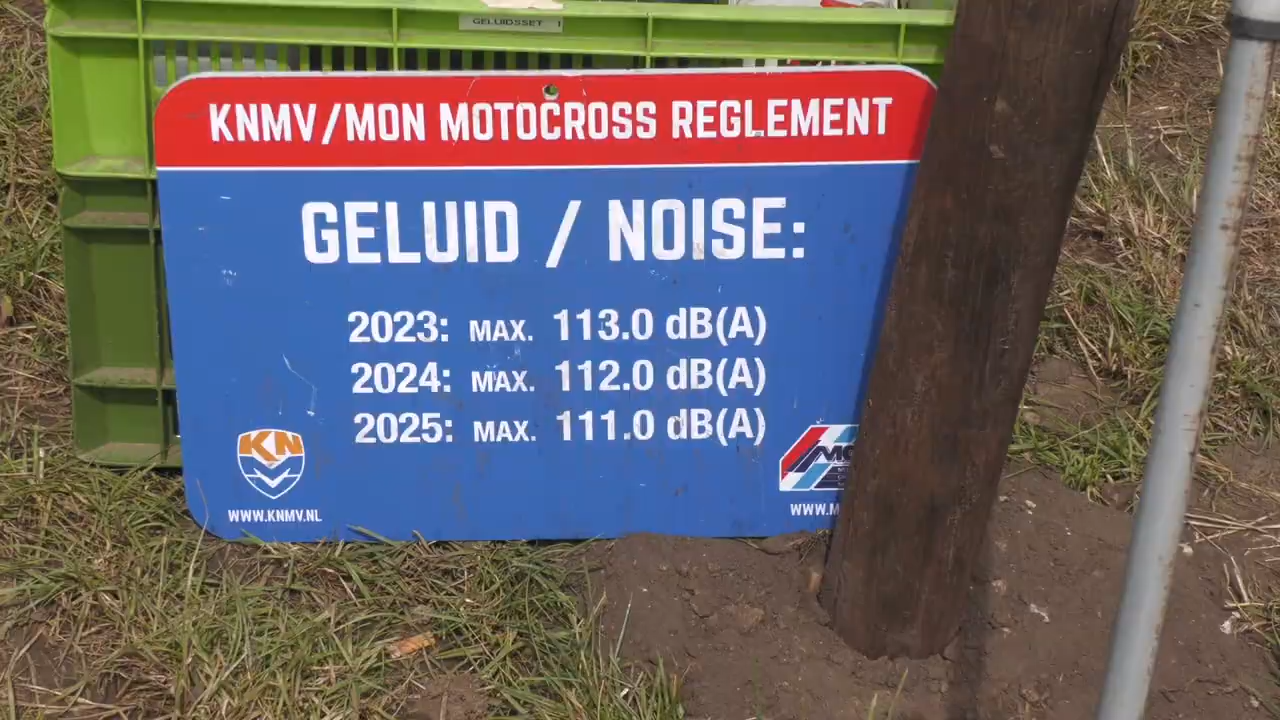 GELUIDSSET 1
KNMV/MON MOTOCROSS REGLEMENT
GELUID / NOISE:
2023: MAX. 113.0 dB(A)
2024: MAX. 112.0 dB(A)
2025: MAX. 111.0 dB(A)
KN
WWW.KNMV.NL